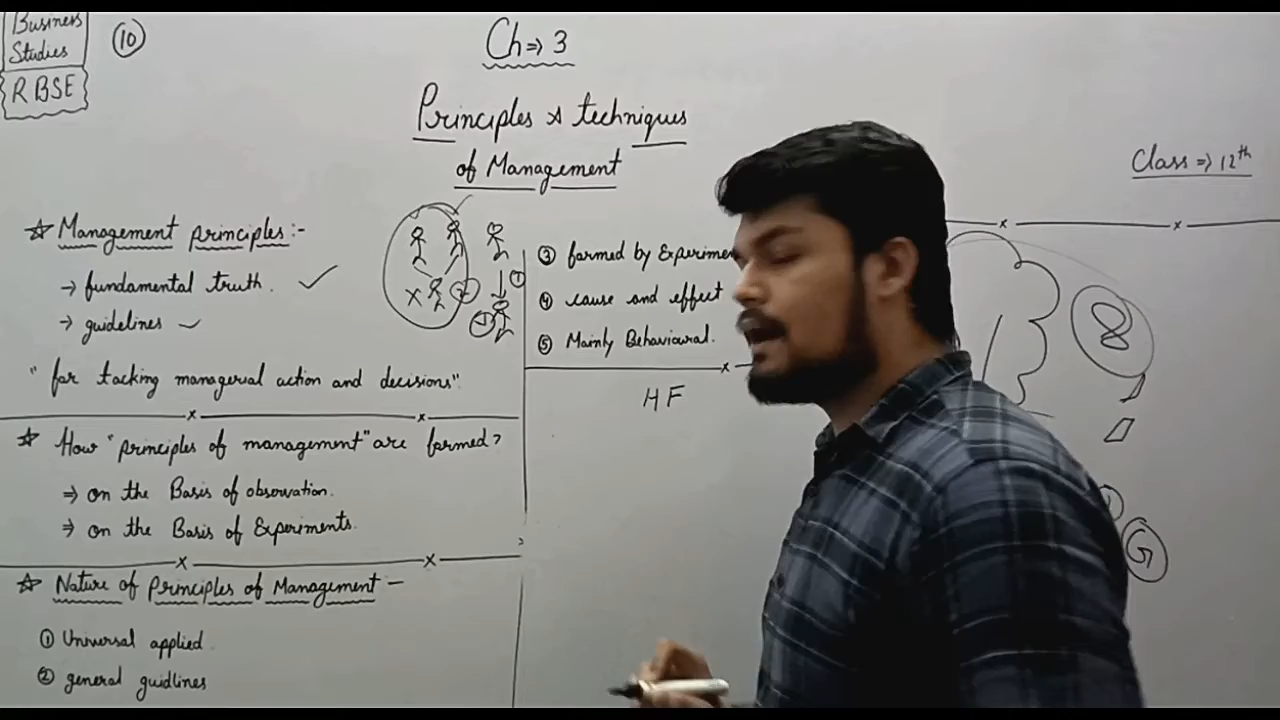 Business
Studies
RBSE
10
Ch ⇒ 3
Principles & techniques
of Management
Class ⇒ 12th
☆ Management principles :-
→ fundamental truth. ✓
→ guidelines ✓
"for tacking managerial action and decisions".
☆ How "principles of management" are formed?
⇒ on the Basis of observation.
⇒ on the Basis of Experiments.
☆ Nature of Principles of Management -
① Universal applied
② general guidlines
③ formed by
④ cause and effect
⑤ Mainly Behavioural.
H F
8
G